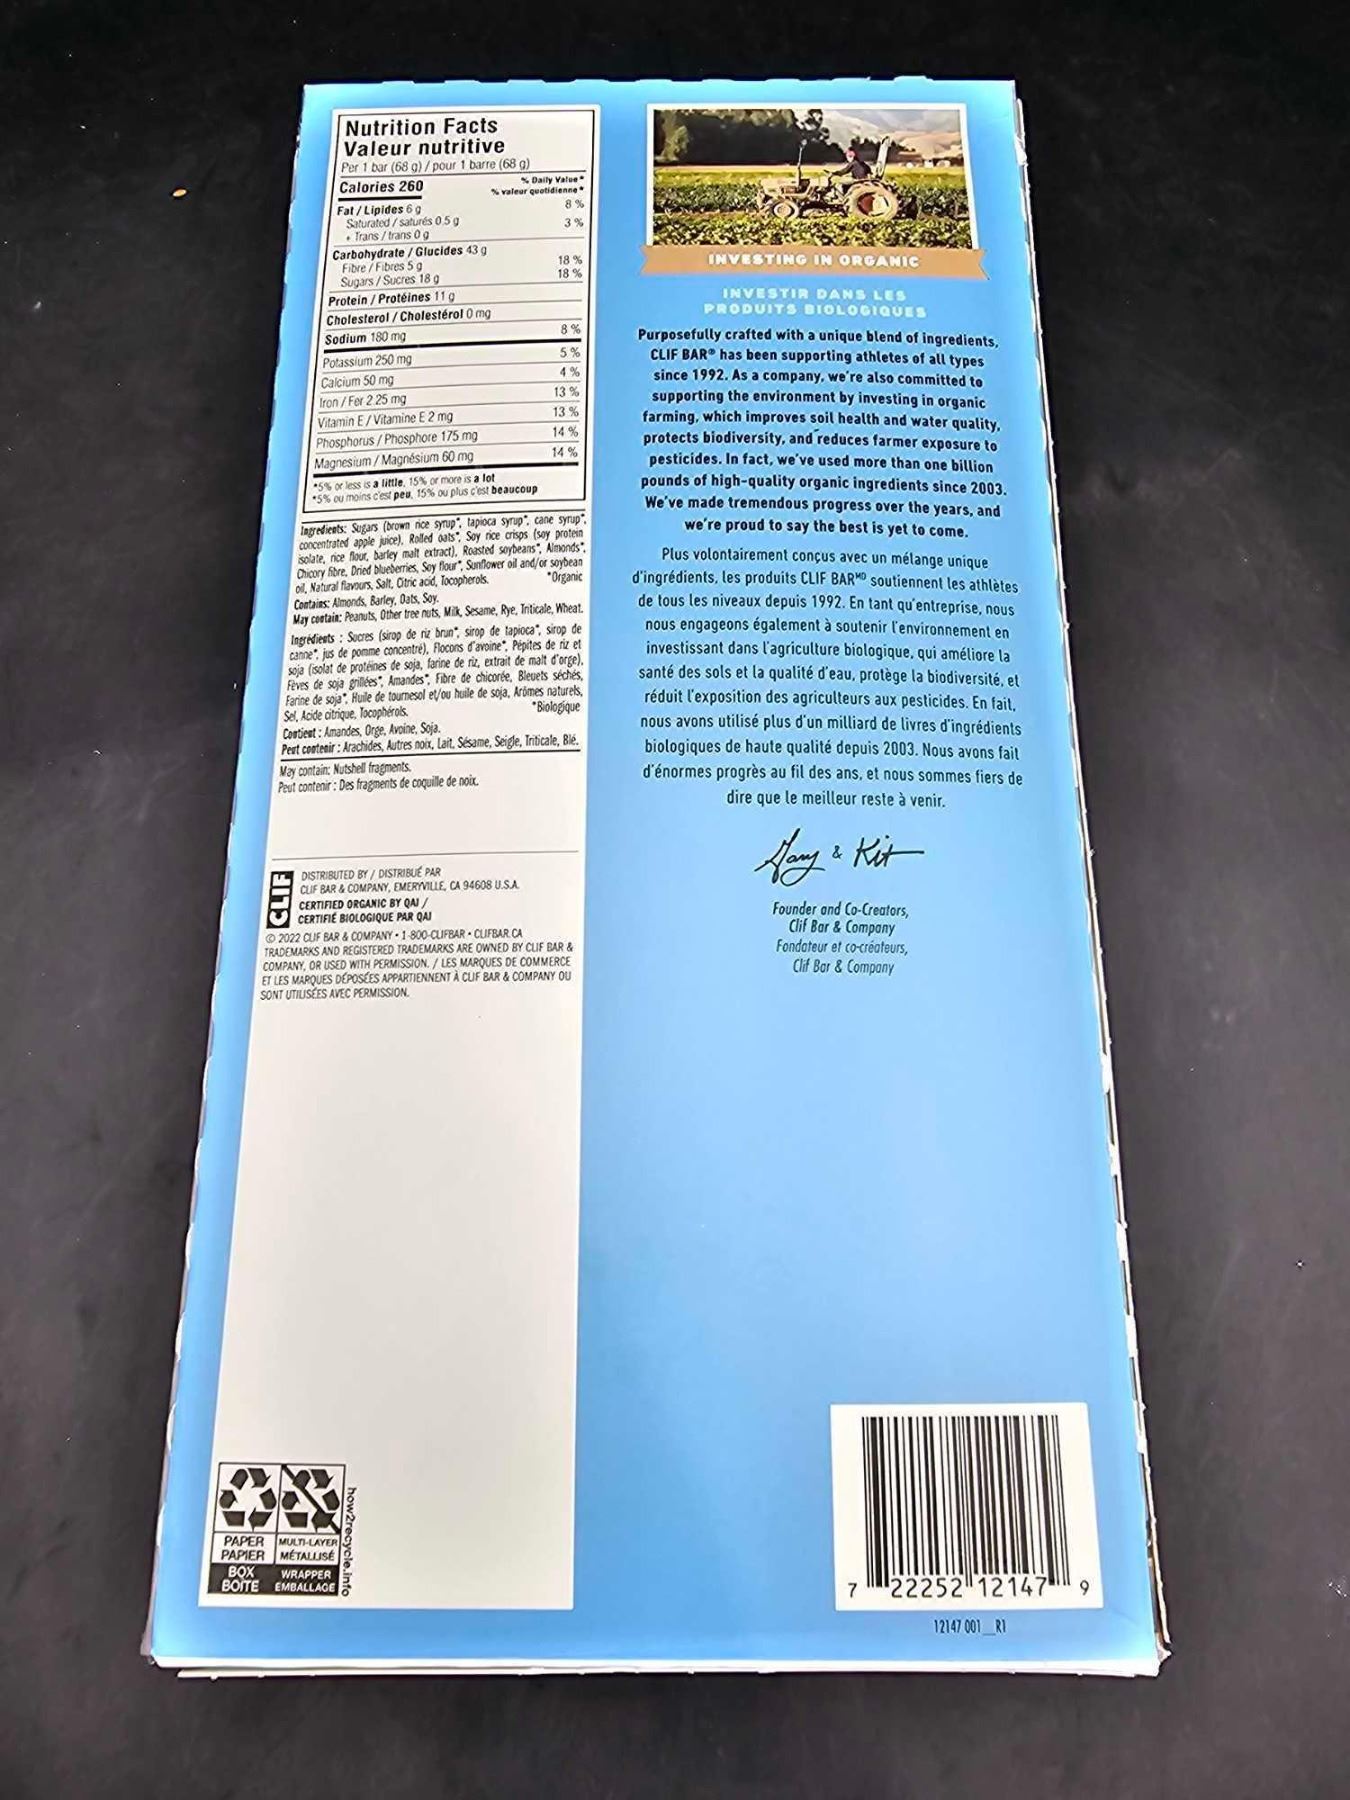 Nutrition Facts
Valeur nutritive
Per 1 bar (68 g) / pour 1 barre (68 g)
Calories 260
% Daily Value*
% valeur quotidienne*
Fat / Lipides 6 g 8 %
Saturated / saturés 0.5 g 3 %
+ Trans / trans 0 g
Carbohydrate / Glucides 43 g
Fibre / Fibres 5 g 18 %
Sugars / Sucres 18 g 18 %
Protein / Protéines 11 g
Cholesterol / Cholestérol 0 mg
Sodium 180 mg 8 %
Potassium 250 mg 5 %
Calcium 50 mg 4 %
Iron / Fer 2.25 mg 13 %
Vitamin E / Vitamine E 2 mg 13 %
Phosphorus / Phosphore 175 mg 14 %
Magnesium / Magnésium 60 mg 14 %
*5% or less is a little, 15% or more is a lot
*5% ou moins c'est peu, 15% ou plus c'est beaucoup
Ingredients: Sugars (brown rice syrup*, tapioca syrup*, cane syrup*,
concentrated apple juice), Rolled oats*, Soy rice crisps (soy protein
isolate, rice flour, barley malt extract), Roasted soybeans*, Almonds*,
Chicory fibre, Dried blueberries, Soy flour*, Sunflower oil and/or soybean
oil, Natural flavours, Salt, Citric acid, Tocopherols. *Organic
Contains: Almonds, Barley, Oats, Soy.
May contain: Peanuts, Other tree nuts, Milk, Sesame, Rye, Triticale, Wheat.
Ingrédients : Sucres (sirop de riz brun*, sirop de tapioca*, sirop de
canne*, jus de pomme concentré), Flocons d'avoine*, Pépites de riz et
soja (isolat de protéines de soja, farine de riz, extrait de malt d'orge),
Fèves de soja grillées*, Amandes*, Fibre de chicorée, Bleuets séchés,
Farine de soja*, Huile de tournesol et/ou huile de soja, Arômes naturels,
Sel, Acide citrique, Tocophérols. *Biologique
Contient : Amandes, Orge, Avoine, Soja.
Peut contenir : Arachides, Autres noix, Lait, Sésame, Seigle, Triticale, Blé.
May contain: Nutshell fragments.
Peut contenir : Des fragments de coquille de noix.
CLIF
DISTRIBUTED BY / DISTRIBUÉ PAR
CLIF BAR & COMPANY, EMERYVILLE, CA 94608 U.S.A.
CERTIFIED ORGANIC BY QAI /
CERTIFIÉ BIOLOGIQUE PAR QAI
© 2022 CLIF BAR & COMPANY • 1-800-CLIFBAR • CLIFBAR.CA
TRADEMARKS AND REGISTERED TRADEMARKS ARE OWNED BY CLIF BAR &
COMPANY, OR USED WITH PERMISSION. / LES MARQUES DE COMMERCE
ET LES MARQUES DÉPOSÉES APPARTIENNENT À CLIF BAR & COMPANY OU
SONT UTILISÉES AVEC PERMISSION.
PAPER
PAPIER
BOX
BOÎTE
MULTI-LAYER
MÉTALLISÉ
WRAPPER
EMBALLAGE
how2recycle.info
INVESTING IN ORGANIC
INVESTIR DANS LES
PRODUITS BIOLOGIQUES
Purposefully crafted with a unique blend of ingredients,
CLIF BAR® has been supporting athletes of all types
since 1992. As a company, we're also committed to
supporting the environment by investing in organic
farming, which improves soil health and water quality,
protects biodiversity, and reduces farmer exposure to
pesticides. In fact, we've used more than one billion
pounds of high-quality organic ingredients since 2003.
We've made tremendous progress over the years, and
we're proud to say the best is yet to come.
Plus volontairement conçus avec un mélange unique
d'ingrédients, les produits CLIF BARᴹᴰ soutiennent les athlètes
de tous les niveaux depuis 1992. En tant qu'entreprise, nous
nous engageons également à soutenir l'environnement en
investissant dans l'agriculture biologique, qui améliore la
santé des sols et la qualité d'eau, protège la biodiversité, et
réduit l'exposition des agriculteurs aux pesticides. En fait,
nous avons utilisé plus d'un milliard de livres d'ingrédients
biologiques de haute qualité depuis 2003. Nous avons fait
d'énormes progrès au fil des ans, et nous sommes fiers de
dire que le meilleur reste à venir.
Gary & Kit
Founder and Co-Creators,
Clif Bar & Company
Fondateur et co-créateurs,
Clif Bar & Company
7 22252 12147 9
12147 001__R1